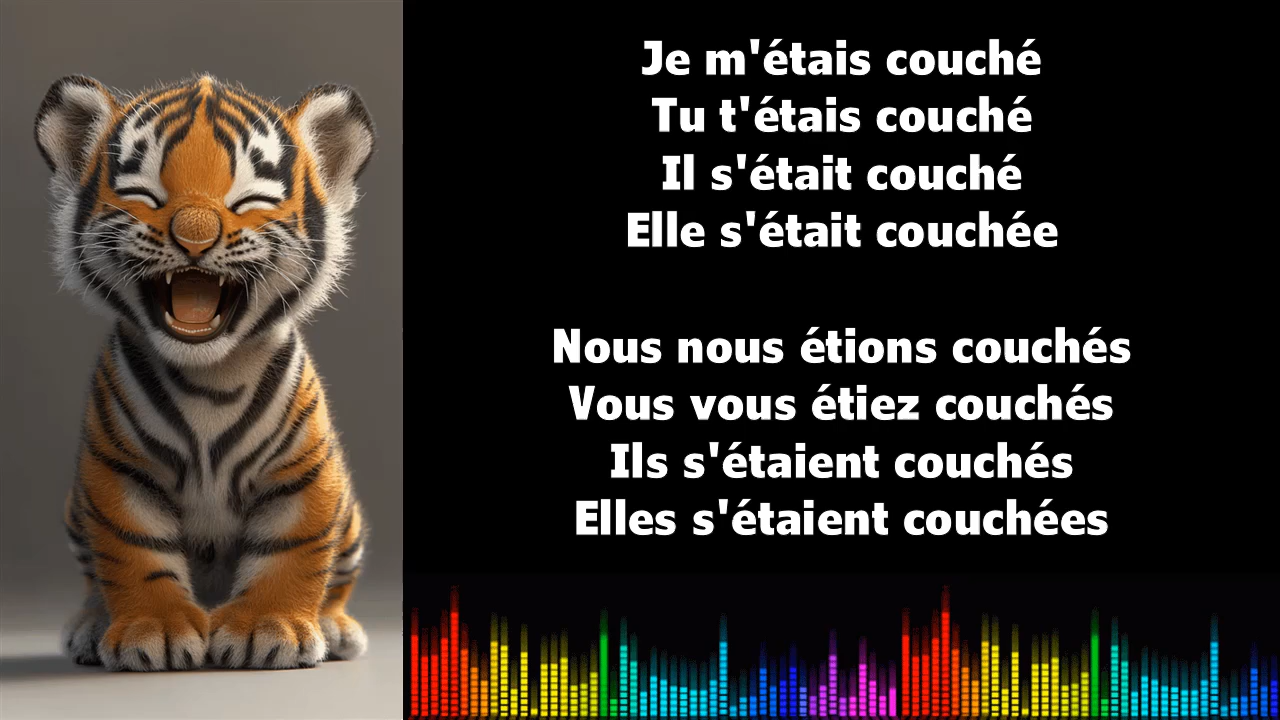 Je m'étais couché
Tu t'étais couché
Il s'était couché
Elle s'était couchée
Nous nous étions couchés
Vous vous étiez couchés
Ils s'étaient couchés
Elles s'étaient couchées